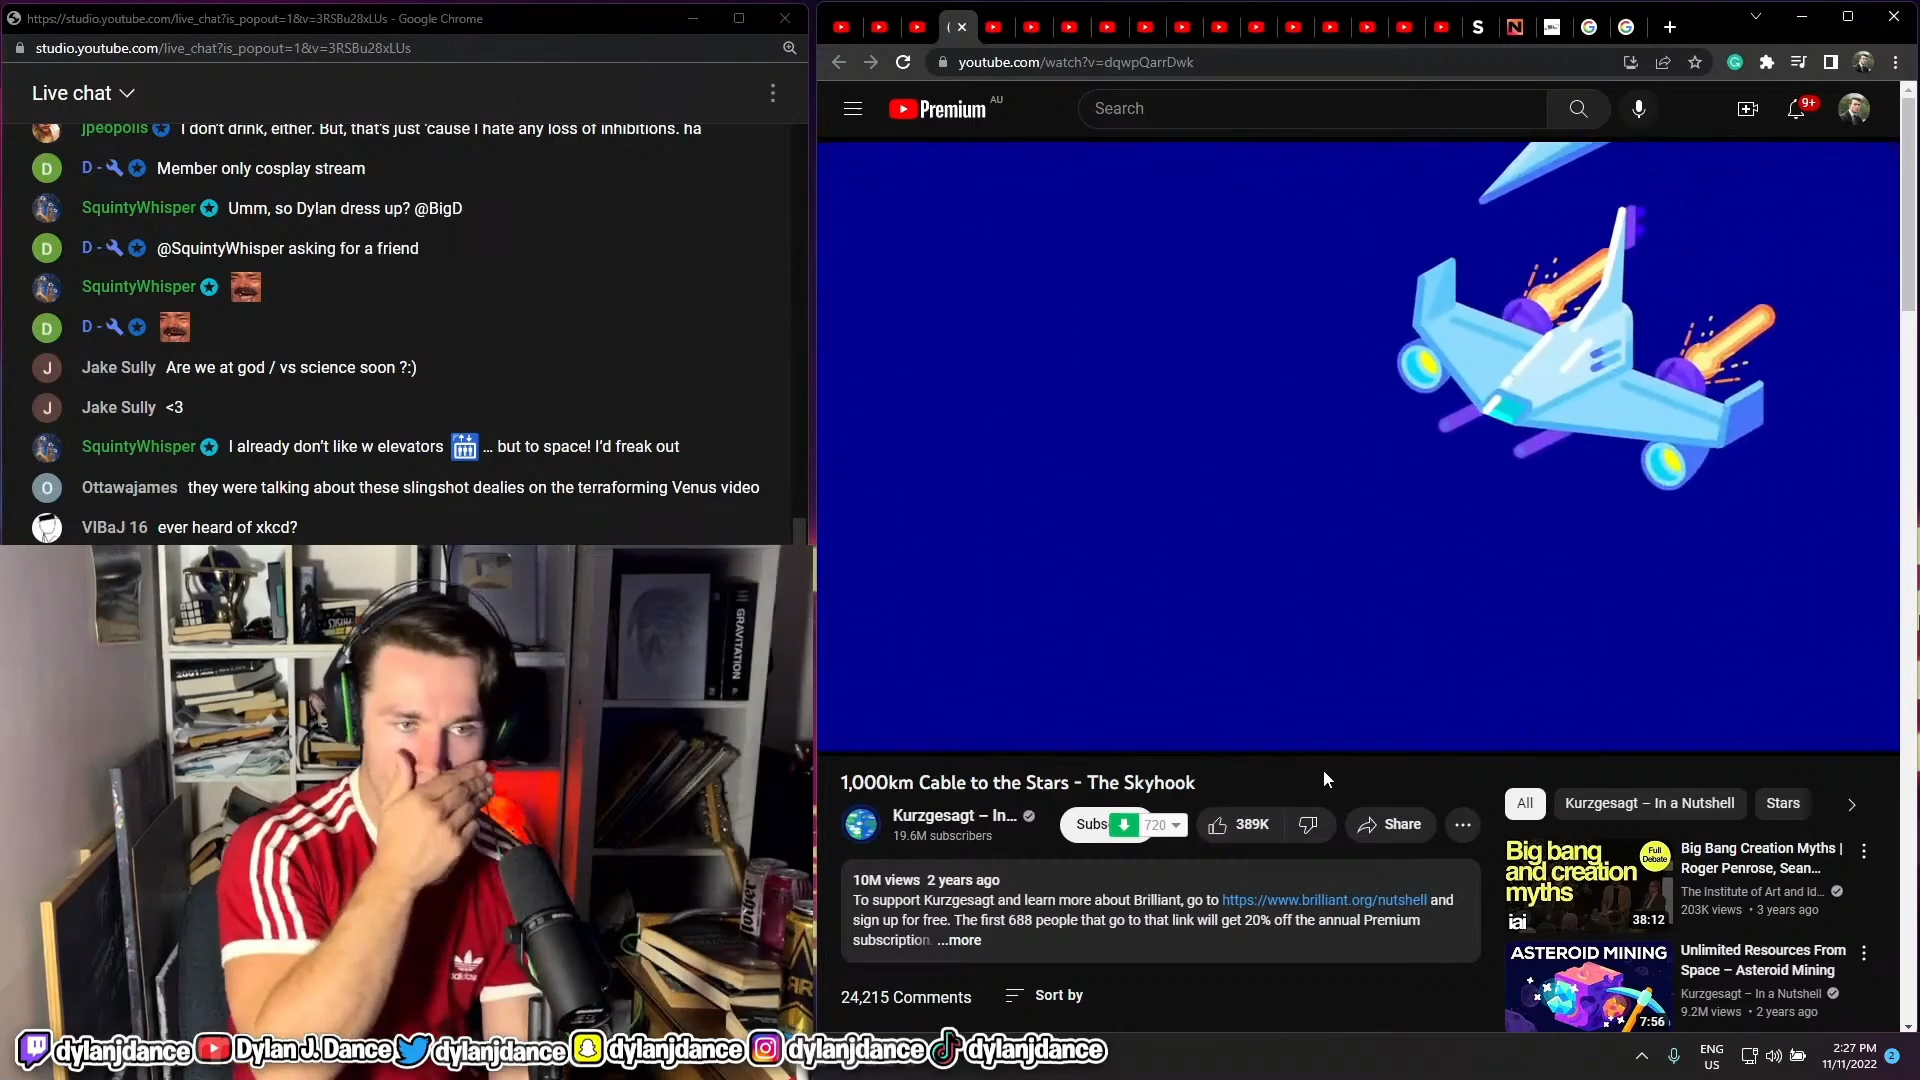 https://studio.youtube.com/live_chat?is_popout=1&v=3RSBu28xLUs - Google Chrome
studio.youtube.com/live_chat?is_popout=1&v=3RSBu28xLUs
Live chat
jpeopolis I don't drink, either. But, that's just 'cause I hate any loss of inhibitions. ha
D - Member only cosplay stream
SquintyWhisper Umm, so Dylan dress up? @BigD
D - @SquintyWhisper asking for a friend
SquintyWhisper
D -
Jake Sully Are we at god / vs science soon ?:)
Jake Sully <3
SquintyWhisper I already don't like w elevators ... but to space! I'd freak out
Ottawajames they were talking about these slingshot dealies on the terraforming Venus video
VIBaJ 16 ever heard of xkcd?
youtube.com/watch?v=dqwpQarrDwk
Premium AU
Search
9+
1,000km Cable to the Stars - The Skyhook
Kurzgesagt – In...
19.6M subscribers
Subs
720
389K
Share
10M views 2 years ago
To support Kurzgesagt and learn more about Brilliant, go to https://www.brilliant.org/nutshell and
sign up for free. The first 688 people that go to that link will get 20% off the annual Premium
subscription. ...more
24,215 Comments
Sort by
All
Kurzgesagt – In a Nutshell
Stars
Big bang and creation myths
Full Debate
iai
38:12
Big Bang Creation Myths |
Roger Penrose, Sean...
The Institute of Art and Id...
203K views • 3 years ago
ASTEROID MINING
7:56
Unlimited Resources From
Space – Asteroid Mining
Kurzgesagt – In a Nutshell
9.2M views • 2 years ago
GRAVITATION
adidas
dylanjdance
Dylan J. Dance
dylanjdance
dylanjdance
dylanjdance
dylanjdance
ENG
US
2:27 PM
11/11/2022
2